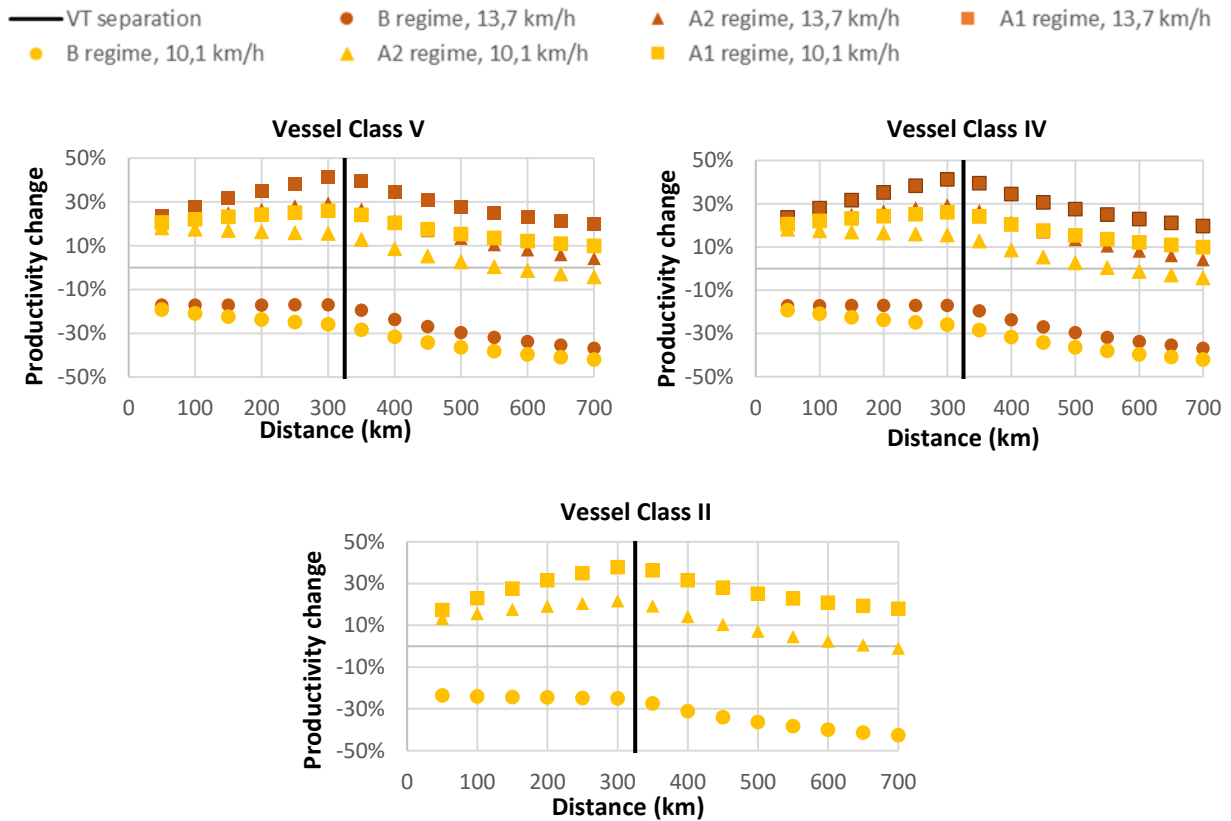 VT separation B regime, 13,7 km/h A2 regime, 13,7 km/h A1 regime, 13,7 km/h
B regime, 10,1 km/h A2 regime, 10,1 km/h A1 regime, 10,1 km/h
Vessel Class V
Productivity change
50%
30%
10%
-10%
-30%
-50%
0 100 200 300 400 500 600 700
Distance (km)
Vessel Class IV
Productivity change
50%
30%
10%
-10%
-30%
-50%
0 100 200 300 400 500 600 700
Distance (km)
Vessel Class II
Productivity change
50%
30%
10%
-10%
-30%
-50%
0 100 200 300 400 500 600 700
Distance (km)